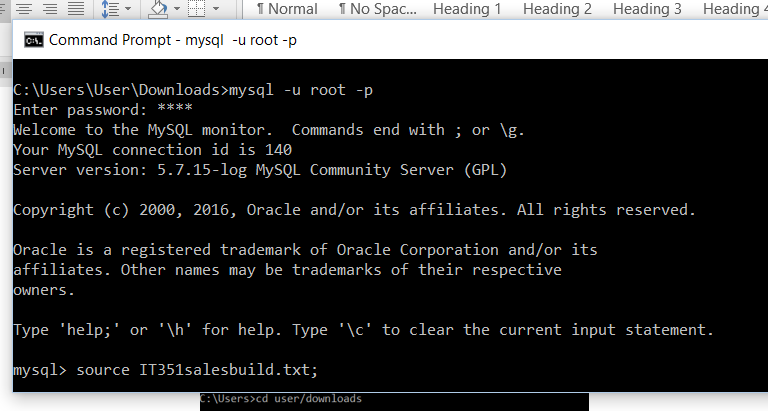 ¶ Normal ¶ No Spac... Heading 1 Heading 2 Heading 3 Heading 4
Command Prompt - mysql -u root -p
C:\Users\User\Downloads>mysql -u root -p
Enter password: ****
Welcome to the MySQL monitor.  Commands end with ; or \g.
Your MySQL connection id is 140
Server version: 5.7.15-log MySQL Community Server (GPL)
Copyright (c) 2000, 2016, Oracle and/or its affiliates. All rights reserved.
Oracle is a registered trademark of Oracle Corporation and/or its
affiliates. Other names may be trademarks of their respective
owners.
Type 'help;' or '\h' for help. Type '\c' to clear the current input statement.
mysql> source IT351salesbuild.txt;
C:\Users>cd user/downloads